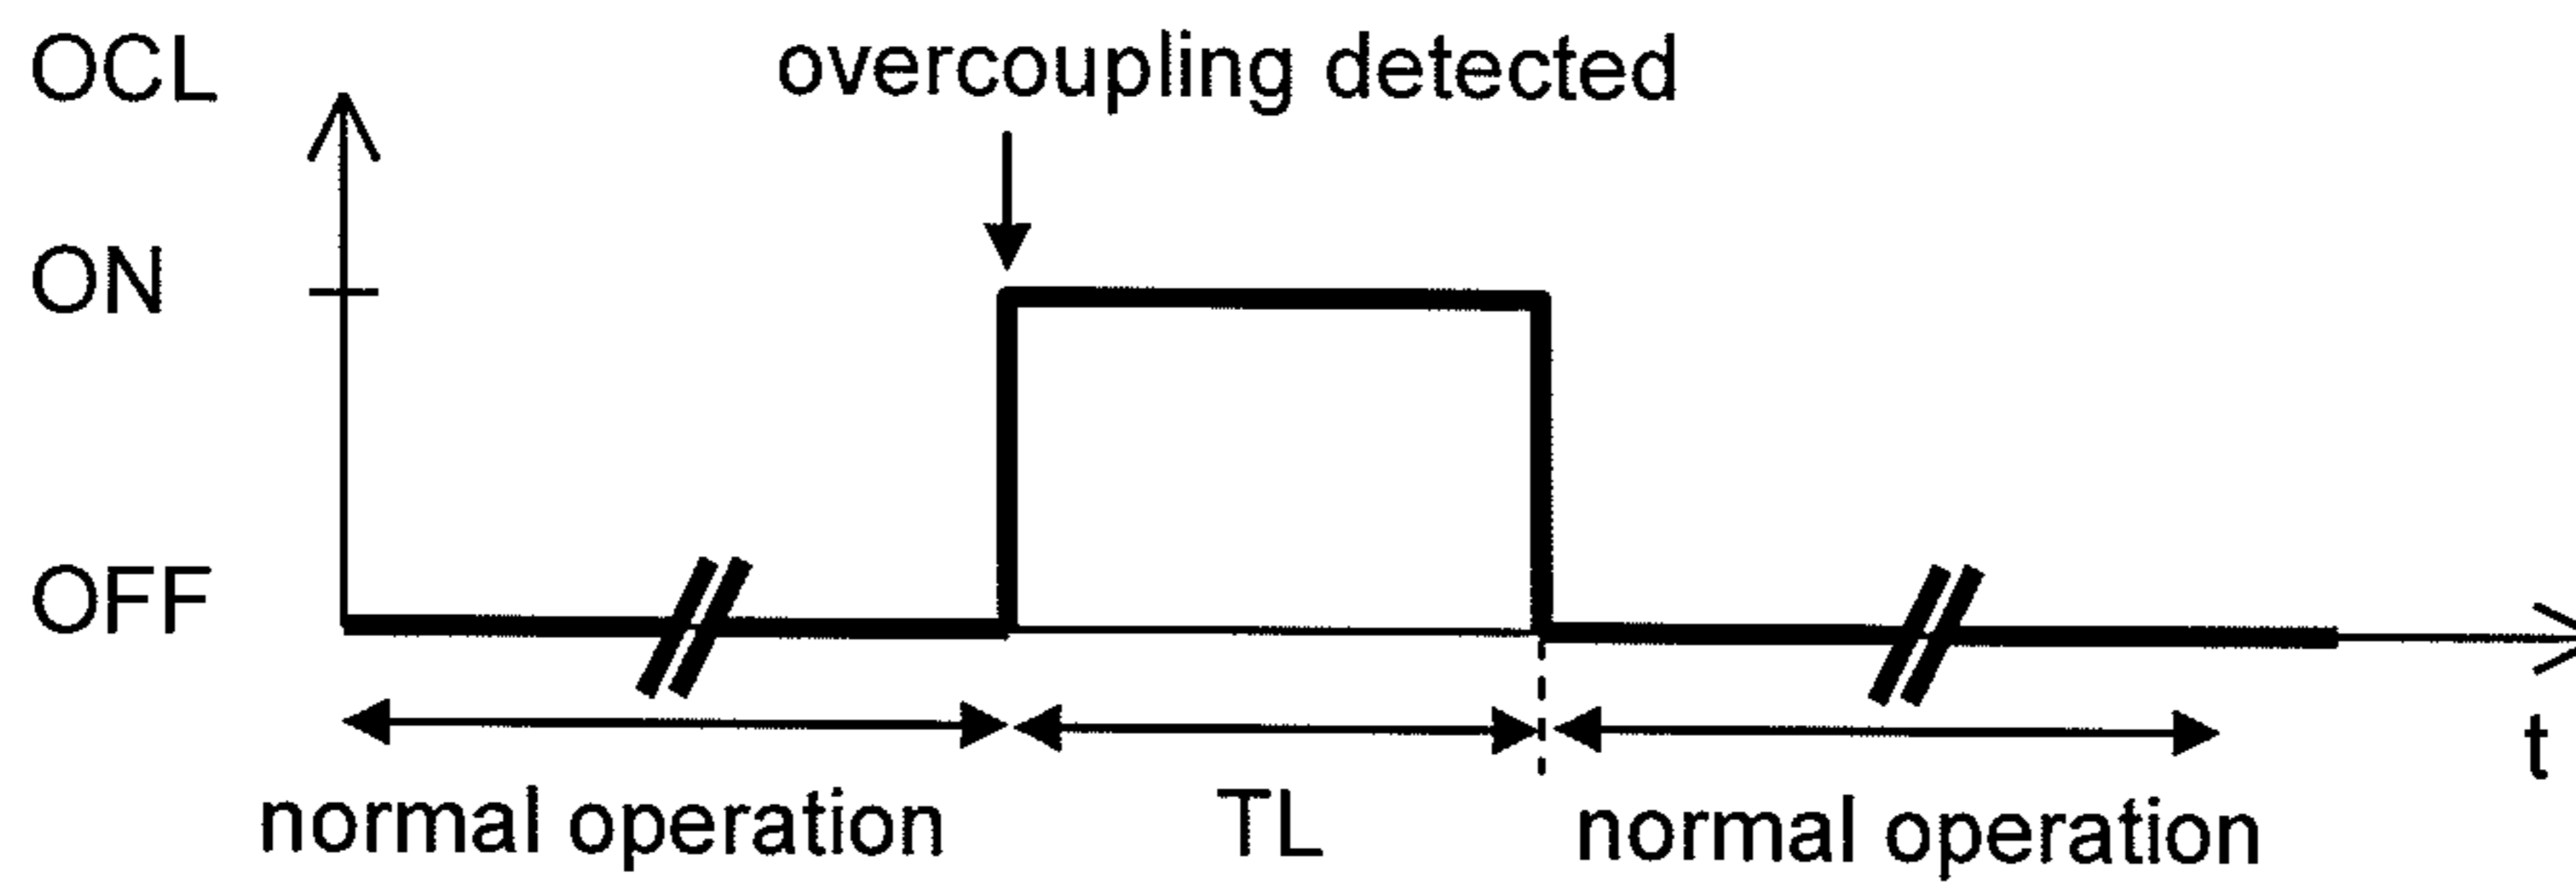 OCL
overcoupling detected
ON
OFF
t
normal operation
TL
normal operation